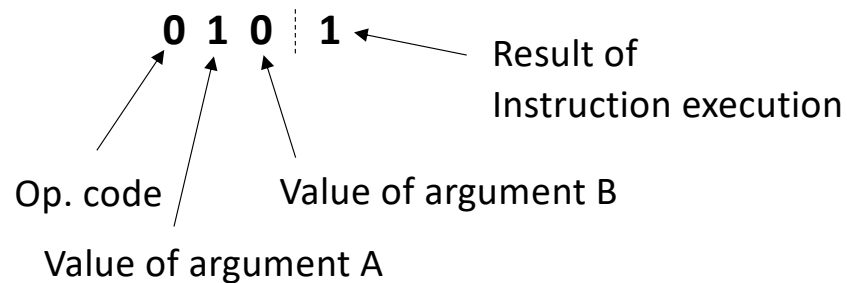 0 1 0 1
Result of
Instruction execution
Op. code
Value of argument B
Value of argument A